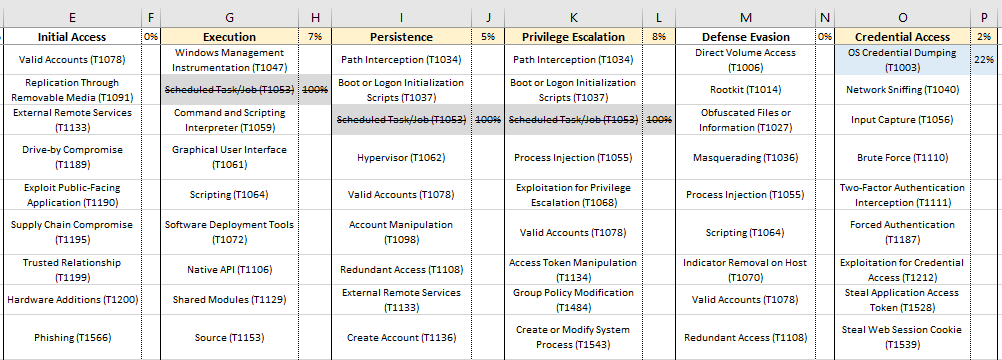 E F G H I J K L M N O P
Initial Access 0% Execution 7% Persistence 5% Privilege Escalation 8% Defense Evasion 0% Credential Access 2%
Valid Accounts (T1078) Windows Management Instrumentation (T1047) Path Interception (T1034) Path Interception (T1034) Direct Volume Access (T1006) OS Credential Dumping (T1003) 22%
Replication Through Removable Media (T1091) Scheduled Task/Job (T1053) 100% Boot or Logon Initialization Scripts (T1037) Boot or Logon Initialization Scripts (T1037) Rootkit (T1014) Network Sniffing (T1040)
External Remote Services (T1133) Command and Scripting Interpreter (T1059) Scheduled Task/Job (T1053) 100% Scheduled Task/Job (T1053) 100% Obfuscated Files or Information (T1027) Input Capture (T1056)
Drive-by Compromise (T1189) Graphical User Interface (T1061) Hypervisor (T1062) Process Injection (T1055) Masquerading (T1036) Brute Force (T1110)
Exploit Public-Facing Application (T1190) Scripting (T1064) Valid Accounts (T1078) Exploitation for Privilege Escalation (T1068) Process Injection (T1055) Two-Factor Authentication Interception (T1111)
Supply Chain Compromise (T1195) Software Deployment Tools (T1072) Account Manipulation (T1098) Valid Accounts (T1078) Scripting (T1064) Forced Authentication (T1187)
Trusted Relationship (T1199) Native API (T1106) Redundant Access (T1108) Access Token Manipulation (T1134) Indicator Removal on Host (T1070) Exploitation for Credential Access (T1212)
Hardware Additions (T1200) Shared Modules (T1129) External Remote Services (T1133) Group Policy Modification (T1484) Valid Accounts (T1078) Steal Application Access Token (T1528)
Phishing (T1566) Source (T1153) Create Account (T1136) Create or Modify System Process (T1543) Redundant Access (T1108) Steal Web Session Cookie (T1539)